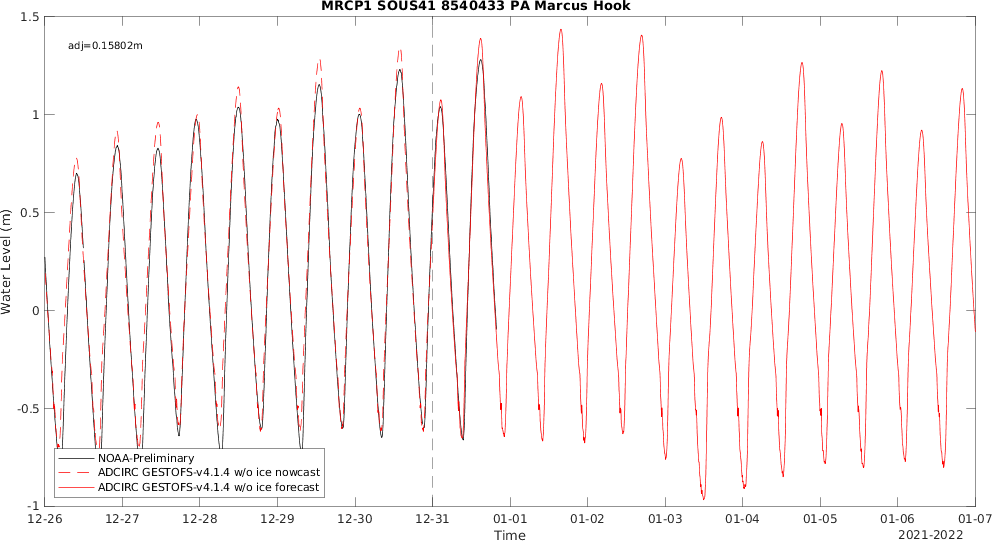 MRCP1 SOUS41 8540433 PA Marcus Hook
adj=0.15802m
1.5
1
0.5
0
-0.5
-1
Water Level (m)
NOAA-Preliminary
ADCIRC GESTOFS-v4.1.4 w/o ice nowcast
ADCIRC GESTOFS-v4.1.4 w/o ice forecast
12-26 12-27 12-28 12-29 12-30 12-31 01-01 01-02 01-03 01-04 01-05 01-06 01-07
Time
2021-2022